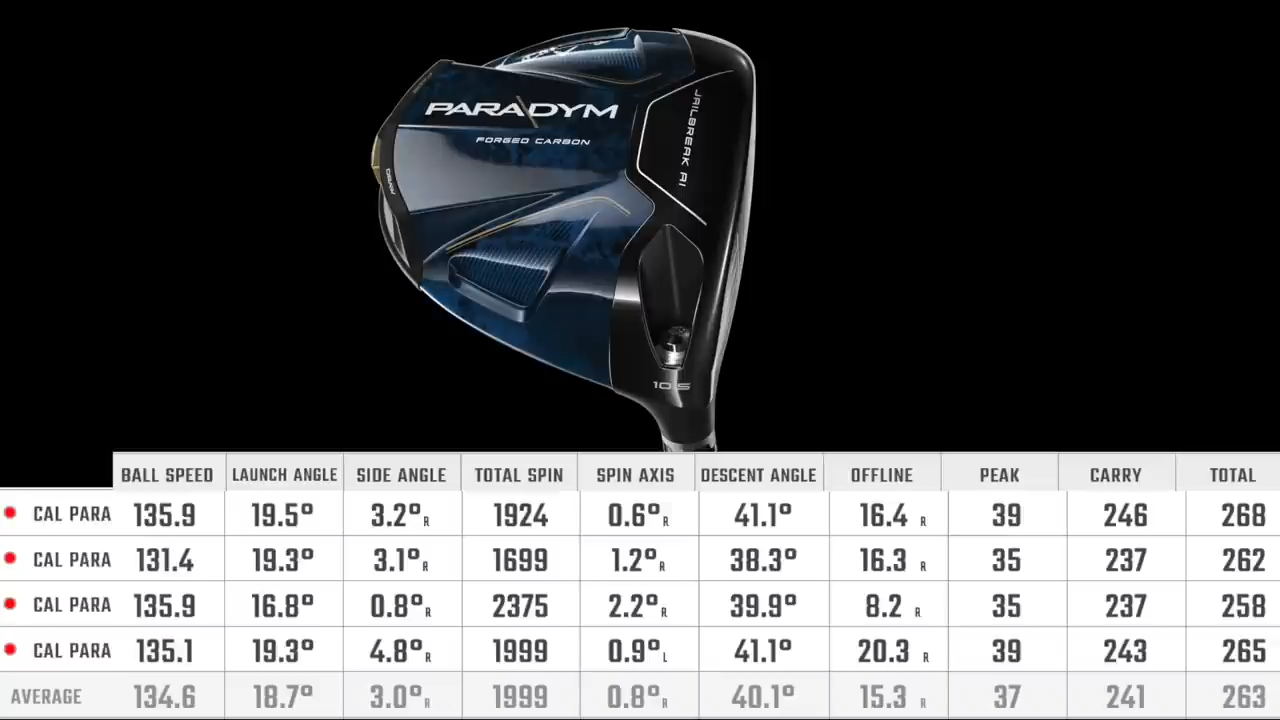 PARADYM
FORGED CARBON
JAILBREAK AI
10.5
BALL SPEED LAUNCH ANGLE SIDE ANGLE TOTAL SPIN SPIN AXIS DESCENT ANGLE OFFLINE PEAK CARRY TOTAL
CAL PARA 135.9 19.5° 3.2° R 1924 0.6° R 41.1° 16.4 R 39 246 268
CAL PARA 131.4 19.3° 3.1° R 1699 1.2° R 38.3° 16.3 R 35 237 262
CAL PARA 135.9 16.8° 0.8° R 2375 2.2° R 39.9° 8.2 R 35 237 258
CAL PARA 135.1 19.3° 4.8° R 1999 0.9° L 41.1° 20.3 R 39 243 265
AVERAGE 134.6 18.7° 3.0° R 1999 0.8° R 40.1° 15.3 R 37 241 263